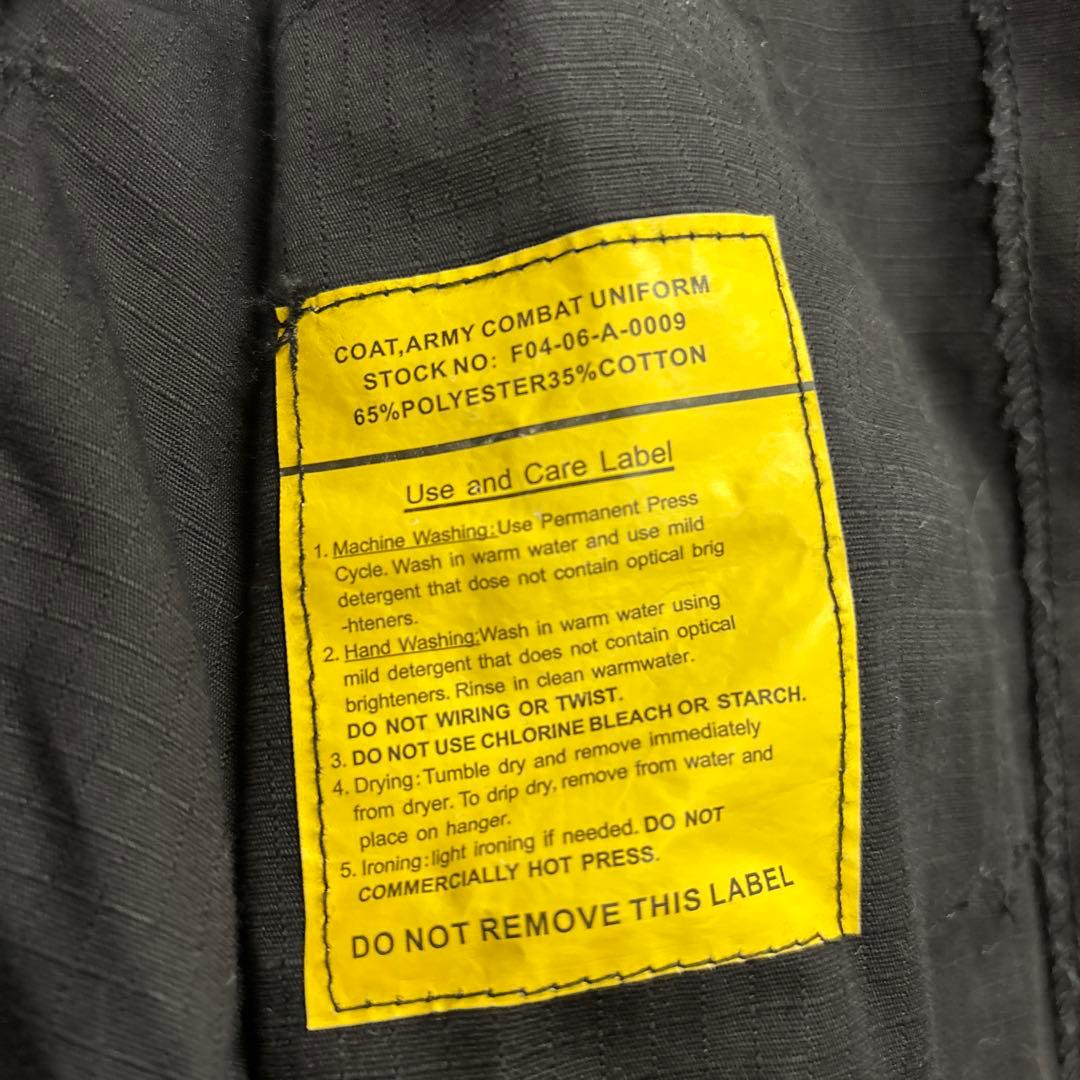 COAT,ARMY COMBAT UNIFORM
STOCK NO: F04-06-A-0009
65%POLYESTER35%COTTON
Use and Care Label
1. Machine Washing:Use Permanent Press
Cycle. Wash in warm water and use mild
detergent that dose not contain optical brig
-hteners.
2. Hand Washing:Wash in warm water using
mild detergent that does not contain optical
brighteners. Rinse in clean warmwater.
DO NOT WIRING OR TWIST.
3. DO NOT USE CHLORINE BLEACH OR STARCH.
4. Drying:Tumble dry and remove immediately
from dryer. To drip dry, remove from water and
place on hanger.
5. Ironing:light ironing if needed. DO NOT
COMMERCIALLY HOT PRESS.
DO NOT REMOVE THIS LABEL